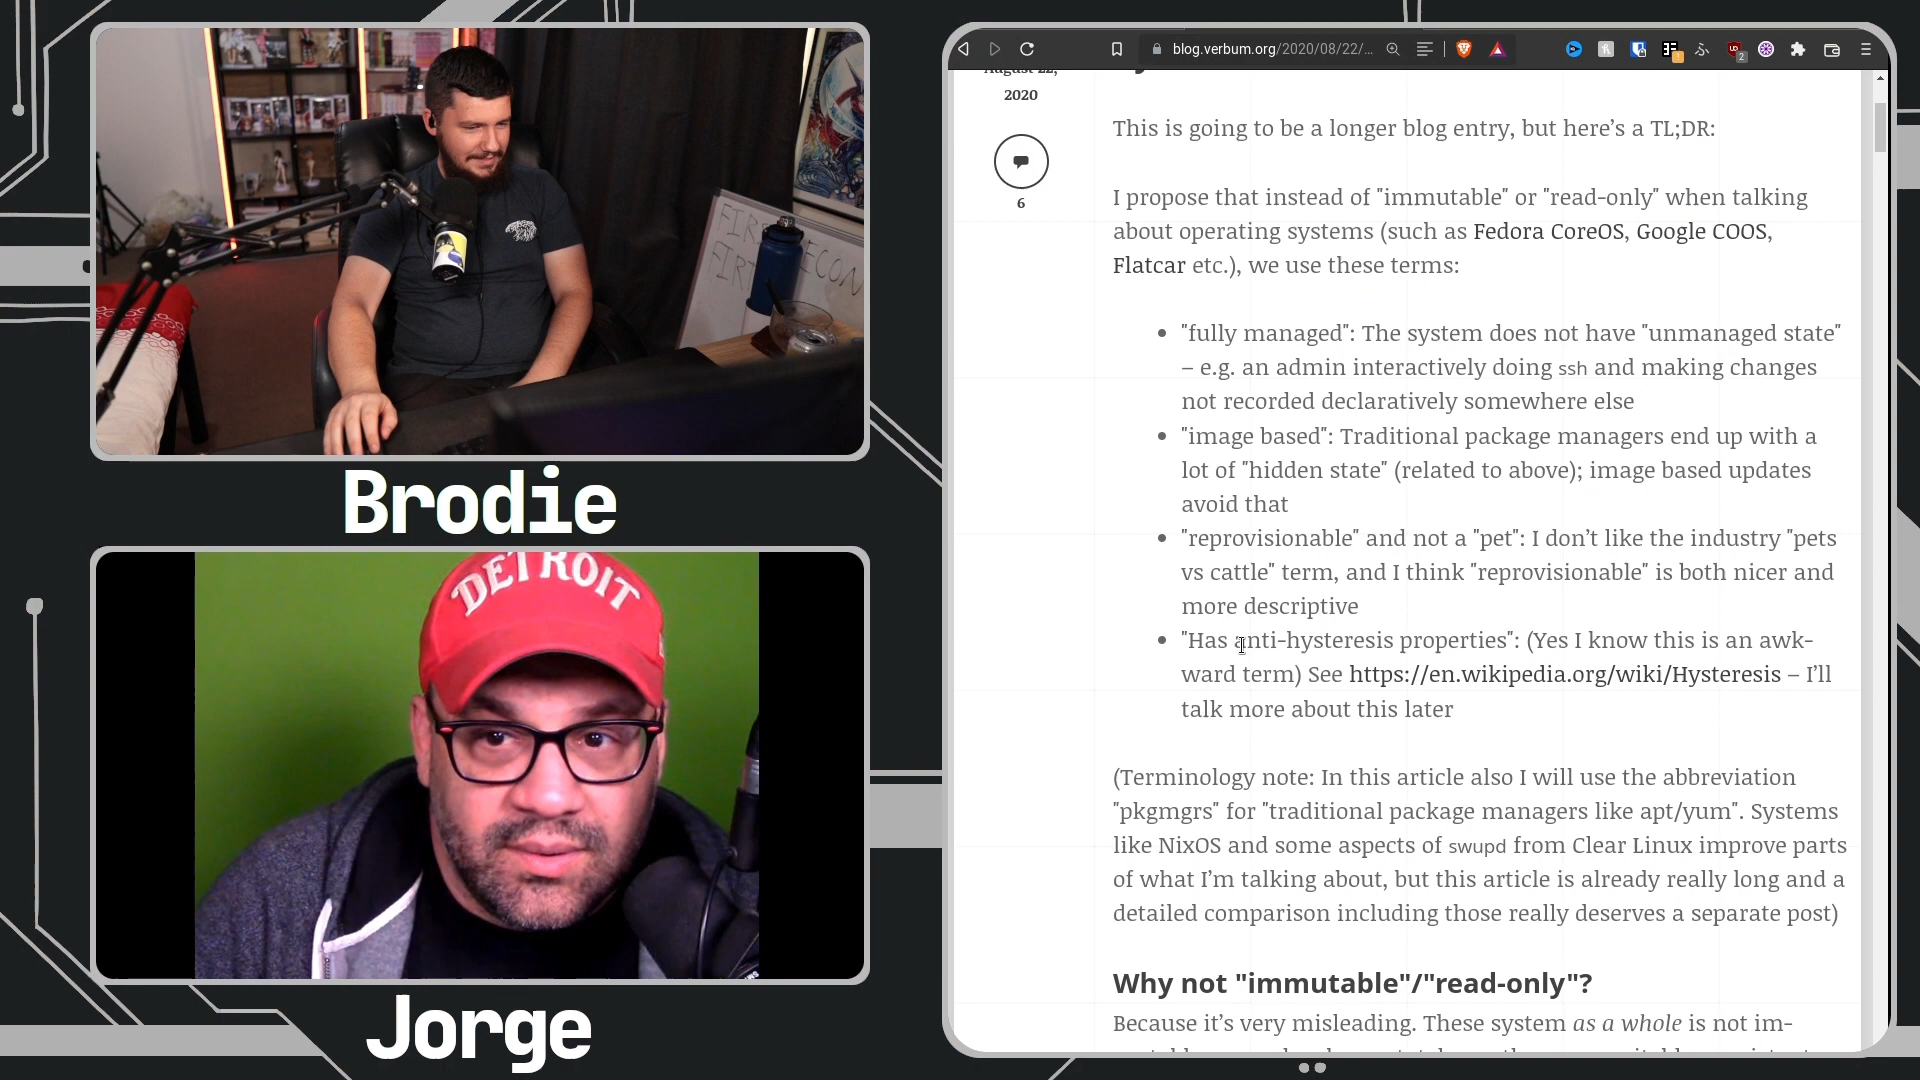 FIR
FIRT
ECON
Brodie
DETROIT
Jorge
blog.verbum.org/2020/08/22/...
August 22,
2020
6
This is going to be a longer blog entry, but here’s a TL;DR:
I propose that instead of "immutable" or "read-only" when talking
about operating systems (such as Fedora CoreOS, Google COOS,
Flatcar etc.), we use these terms:
"fully managed": The system does not have "unmanaged state"
– e.g. an admin interactively doing ssh and making changes
not recorded declaratively somewhere else
"image based": Traditional package managers end up with a
lot of "hidden state" (related to above); image based updates
avoid that
"reprovisionable" and not a "pet": I don’t like the industry "pets
vs cattle" term, and I think "reprovisionable" is both nicer and
more descriptive
"Has anti-hysteresis properties": (Yes I know this is an awk-
ward term) See https://en.wikipedia.org/wiki/Hysteresis – I’ll
talk more about this later
(Terminology note: In this article also I will use the abbreviation
"pkgmgrs" for "traditional package managers like apt/yum". Systems
like NixOS and some aspects of swupd from Clear Linux improve parts
of what I’m talking about, but this article is already really long and a
detailed comparison including those really deserves a separate post)
Why not "immutable"/"read-only"?
Because it’s very misleading. These system as a whole is not im-